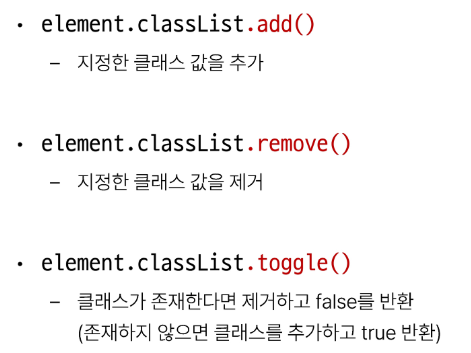 • element.classList.add()
– 지정한 클래스 값을 추가
• element.classList.remove()
– 지정한 클래스 값을 제거
• element.classList.toggle()
– 클래스가 존재한다면 제거하고 false를 반환
(존재하지 않으면 클래스를 추가하고 true 반환)